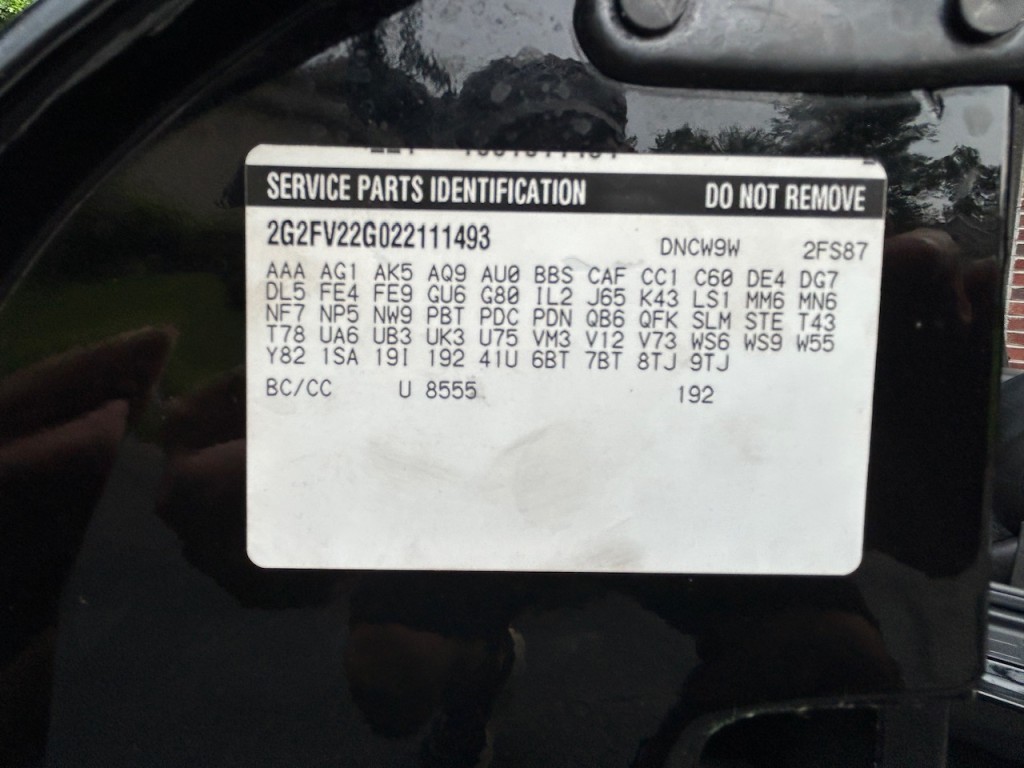 SERVICE PARTS IDENTIFICATION DO NOT REMOVE
2G2FV22G022111493 DNCW9W 2FS87
AAA AG1 AK5 AQ9 AU0 BBS CAF CC1 C60 DE4 DG7
DL5 FE4 FE9 GU6 G80 IL2 J65 K43 LS1 MM6 MN6
NF7 NP5 NW9 PBT PDC PDN QB6 QFK SLM STE T43
T78 UA6 UB3 UK3 U75 VM3 V12 V73 WS6 WS9 W55
Y82 1SA 19I 192 41U 6BT 7BT 8TJ 9TJ
BC/CC U 8555 192